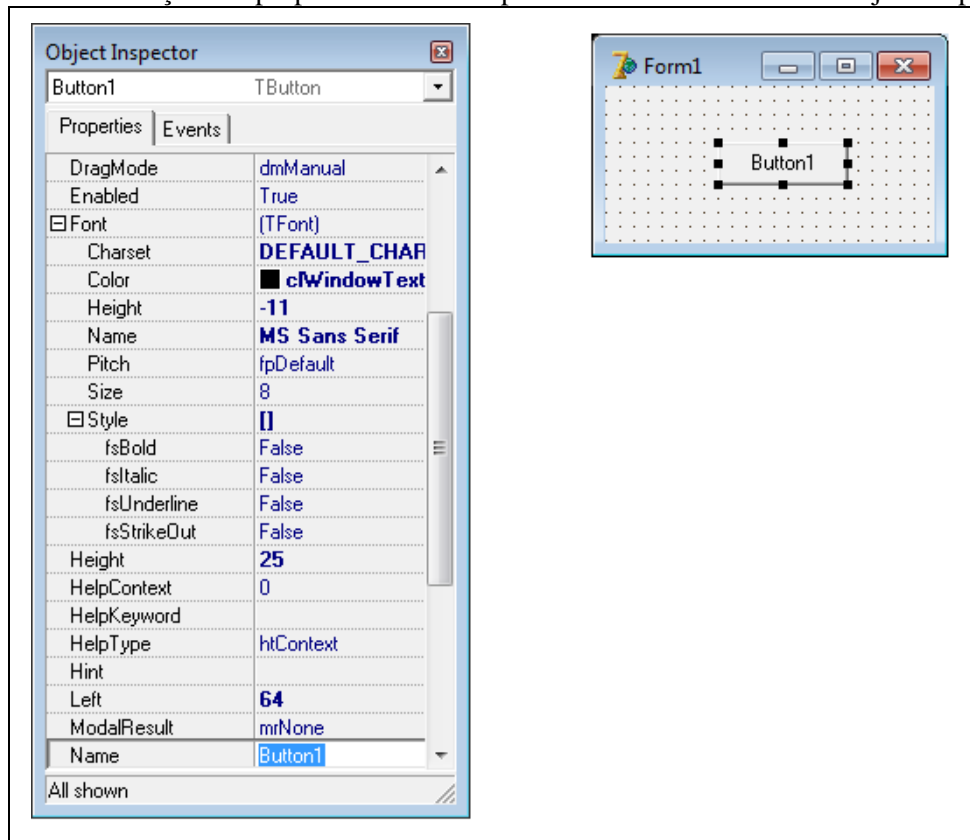 Object Inspector
Button1 TButton
Properties Events
DragMode dmManual
Enabled True
Font (TFont)
Charset DEFAULT_CHAR
Color clWindowText
Height -11
Name MS Sans Serif
Pitch fpDefault
Size 8
Style []
fsBold False
fsItalic False
fsUnderline False
fsStrikeOut False
Height 25
HelpContext 0
HelpKeyword
HelpType htContext
Hint
Left 64
ModalResult mrNone
Name Button1
All shown
Form1
Button1